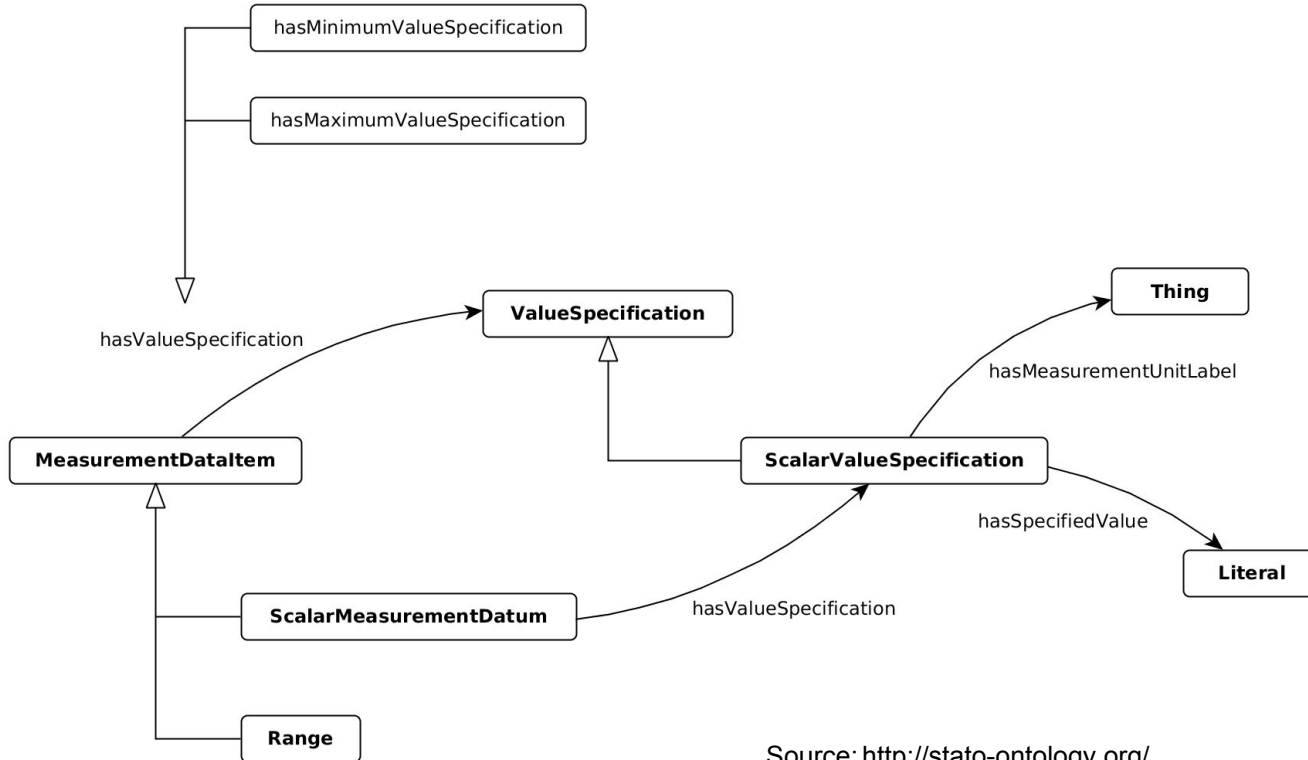 hasMinimumValueSpecification
hasMaximumValueSpecification
Thing
ValueSpecification
hasValueSpecification
hasMeasurementUnitLabel
MeasurementDataItem
ScalarValueSpecification
hasSpecifiedValue
Literal
ScalarMeasurementDatum
hasValueSpecification
Range
Source: http://stato-ontology.org/